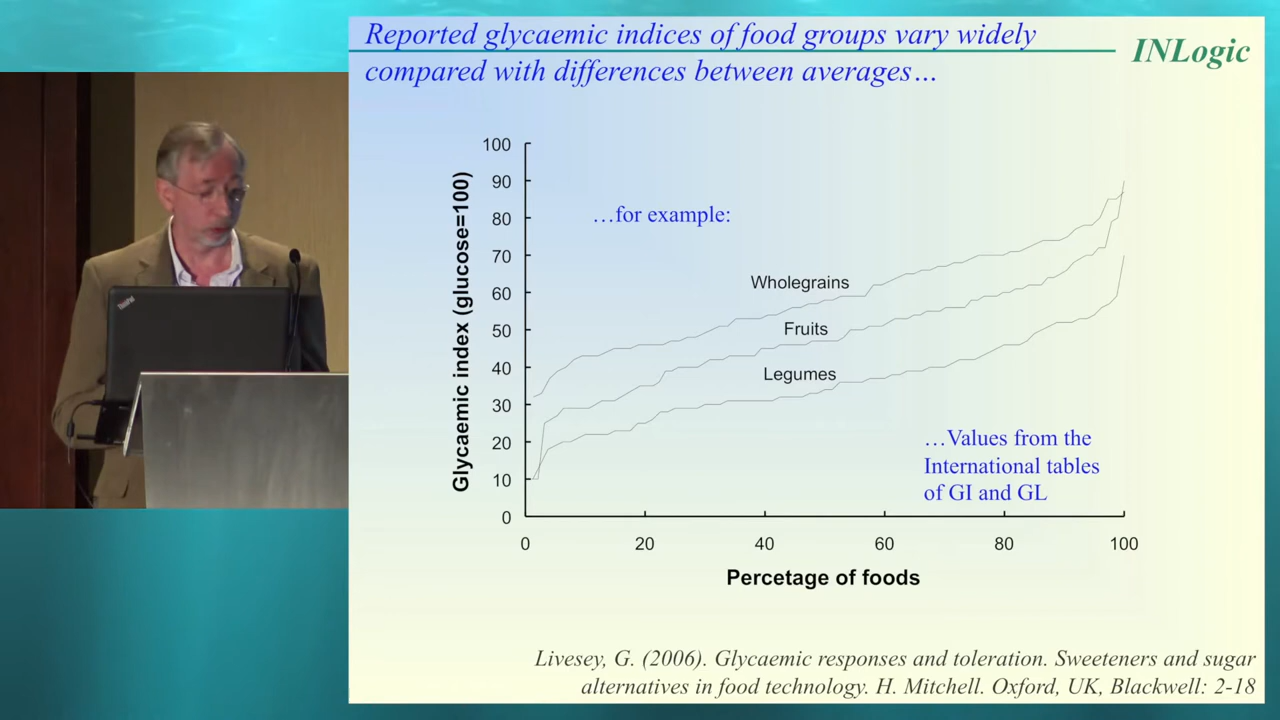 Reported glycaemic indices of food groups vary widely
compared with differences between averages…
INLogic
100
90
80
70
60
50
40
30
20
10
0
Glycaemic index (glucose=100)
…for example:
Wholegrains
Fruits
Legumes
…Values from the
International tables
of GI and GL
0 20 40 60 80 100
Percetage of foods
Livesey, G. (2006). Glycaemic responses and toleration. Sweeteners and sugar
alternatives in food technology. H. Mitchell. Oxford, UK, Blackwell: 2-18
ThinkPad